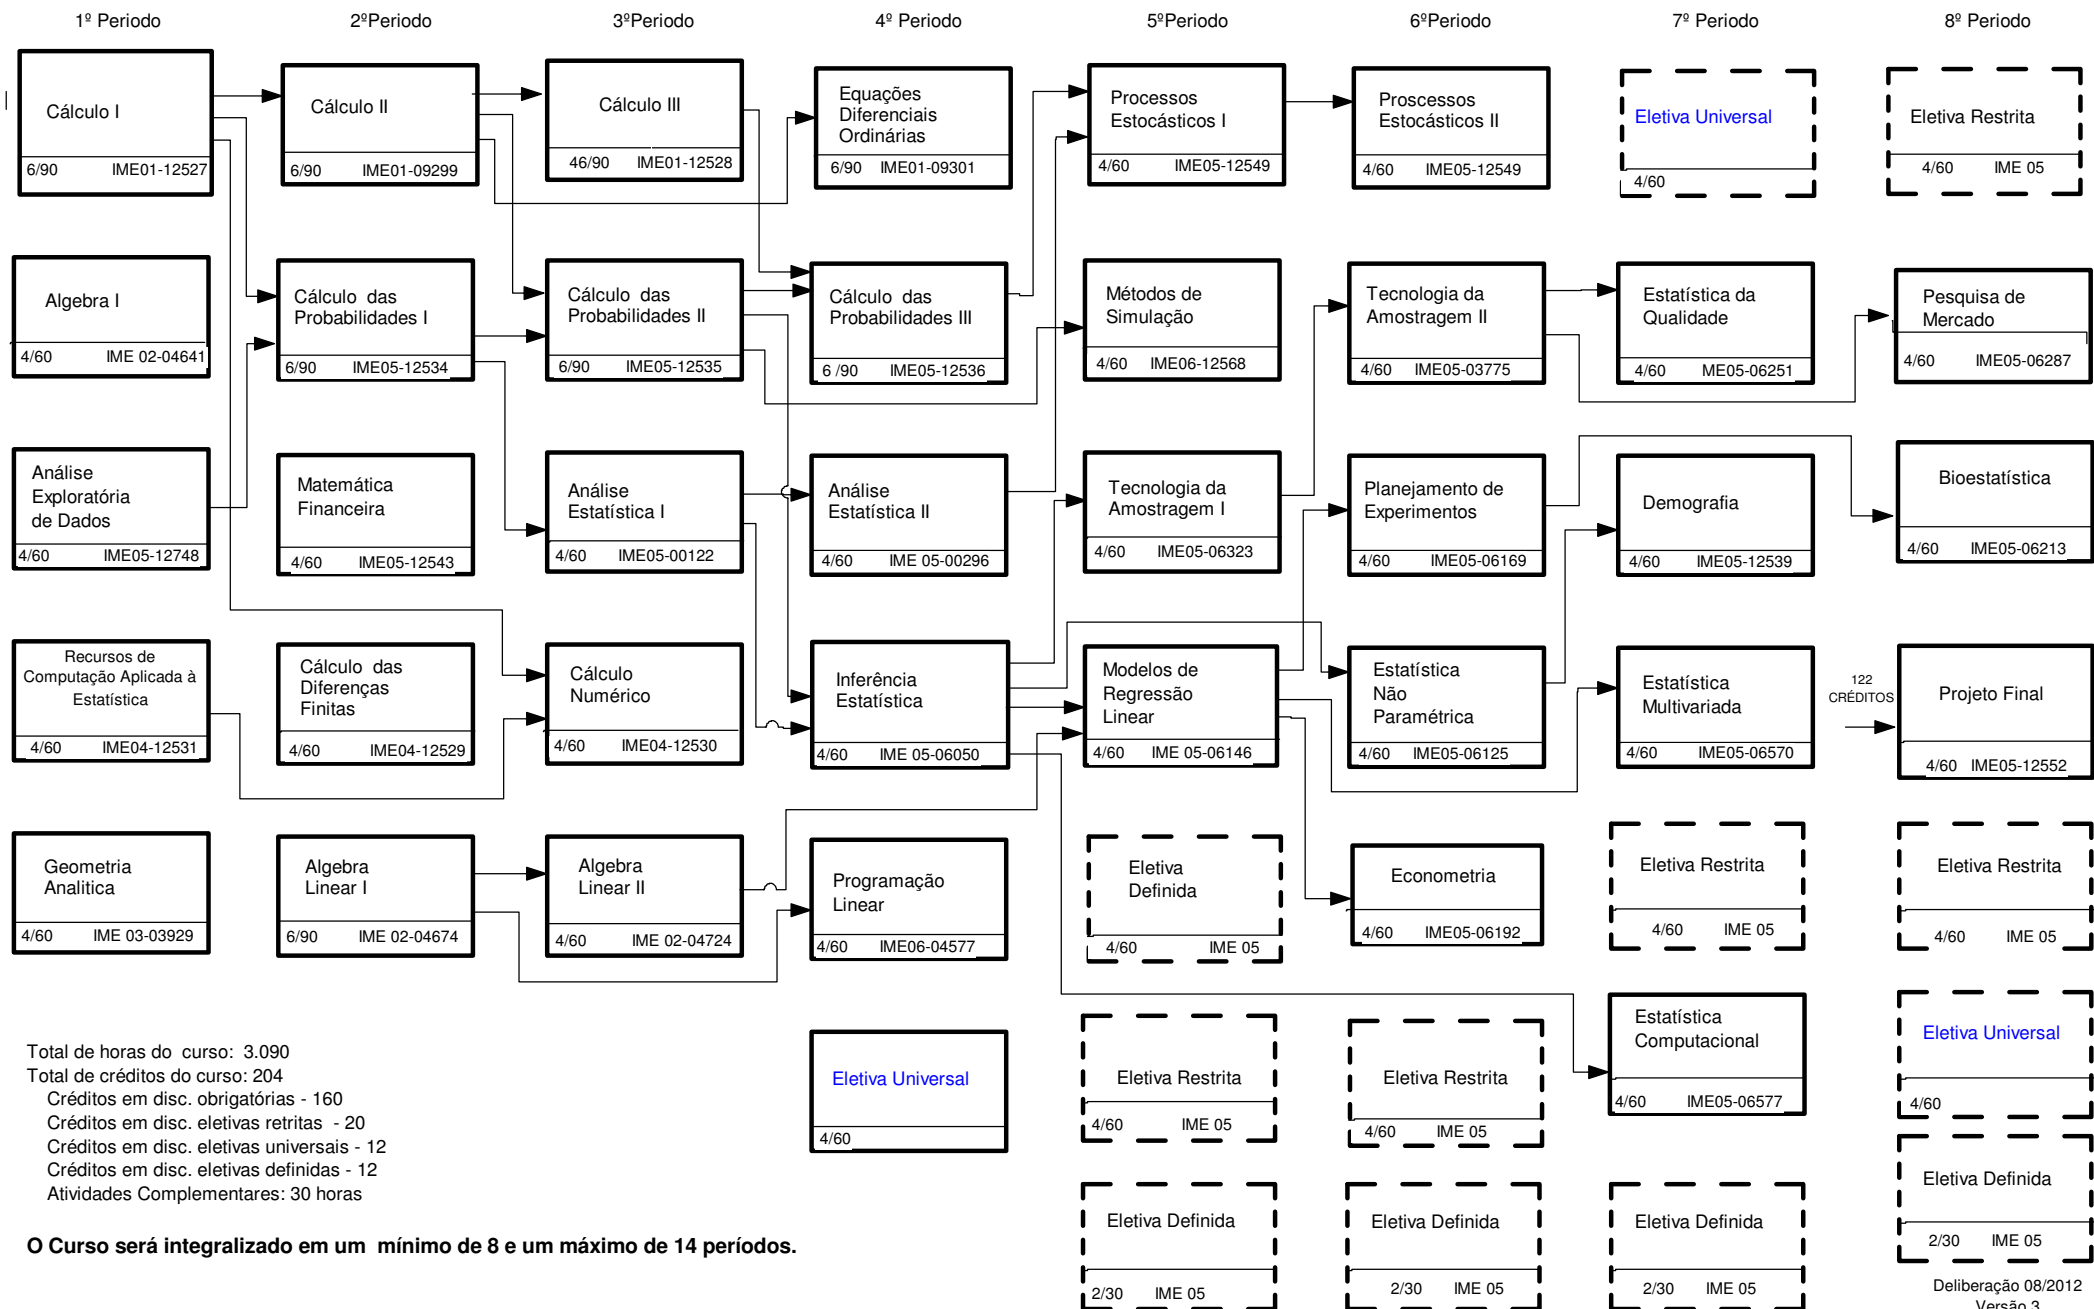 1º Periodo
2ºPeriodo
3ºPeriodo
4º Periodo
5ºPeriodo
6ºPeriodo
7º Periodo
8º Periodo
Cálculo I
6/90 IME01-12527
Cálculo II
6/90 IME01-09299
Cálculo III
46/90 IME01-12528
Equações
Diferenciais
Ordinárias
6/90 IME01-09301
Processos
Estocásticos I
4/60 IME05-12549
Proscessos
Estocásticos II
4/60 IME05-12549
Eletiva Universal
4/60
Eletiva Restrita
4/60 IME 05
Algebra I
4/60 IME 02-04641
Cálculo das
Probabilidades I
6/90 IME05-12534
Cálculo das
Probabilidades II
6/90 IME05-12535
Cálculo das
Probabilidades III
6 /90 IME05-12536
Métodos de
Simulação
4/60 IME06-12568
Tecnologia da
Amostragem II
4/60 IME05-03775
Estatística da
Qualidade
4/60 ME05-06251
Pesquisa de
Mercado
4/60 IME05-06287
Análise
Exploratória
de Dados
4/60 IME05-12748
Matemática
Financeira
4/60 IME05-12543
Análise
Estatística I
4/60 IME05-00122
Análise
Estatística II
4/60 IME 05-00296
Tecnologia da
Amostragem I
4/60 IME05-06323
Planejamento de
Experimentos
4/60 IME05-06169
Demografia
4/60 IME05-12539
Bioestatística
4/60 IME05-06213
Recursos de
Computação Aplicada à
Estatística
4/60 IME04-12531
Cálculo das
Diferenças
Finitas
4/60 IME04-12529
Cálculo
Numérico
4/60 IME04-12530
Inferência
Estatística
4/60 IME 05-06050
Modelos de
Regressão
Linear
4/60 IME 05-06146
Estatística
Não
Paramétrica
4/60 IME05-06125
Estatística
Multivariada
4/60 IME05-06570
122
CRÉDITOS
Projeto Final
4/60 IME05-12552
Geometria
Analitica
4/60 IME 03-03929
Algebra
Linear I
6/90 IME 02-04674
Algebra
Linear II
4/60 IME 02-04724
Programação
Linear
4/60 IME06-04577
Eletiva
Definida
4/60 IME 05
Econometria
4/60 IME05-06192
Eletiva Restrita
4/60 IME 05
Eletiva Restrita
4/60 IME 05
Eletiva Universal
4/60
Eletiva Restrita
4/60 IME 05
Eletiva Restrita
4/60 IME 05
Estatística
Computacional
4/60 IME05-06577
Eletiva Universal
4/60
Eletiva Definida
2/30 IME 05
Eletiva Definida
2/30 IME 05
Eletiva Definida
2/30 IME 05
Eletiva Definida
2/30 IME 05
Total de horas do curso: 3.090
Total de créditos do curso: 204
Créditos em disc. obrigatórias - 160
Créditos em disc. eletivas retritas - 20
Créditos em disc. eletivas universais - 12
Créditos em disc. eletivas definidas - 12
Atividades Complementares: 30 horas
O Curso será integralizado em um mínimo de 8 e um máximo de 14 períodos.
Deliberação 08/2012
Versão 3